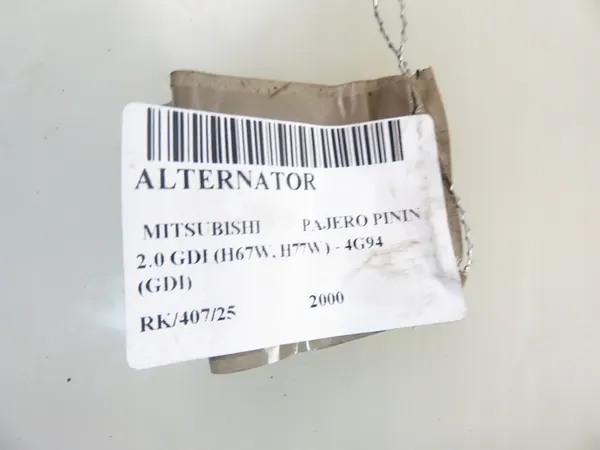 ALTERNATOR
MITSUBISHI PAJERO PININ
2.0 GDI (H67W, H77W) - 4G94
(GDI)
RK/407/25 2000